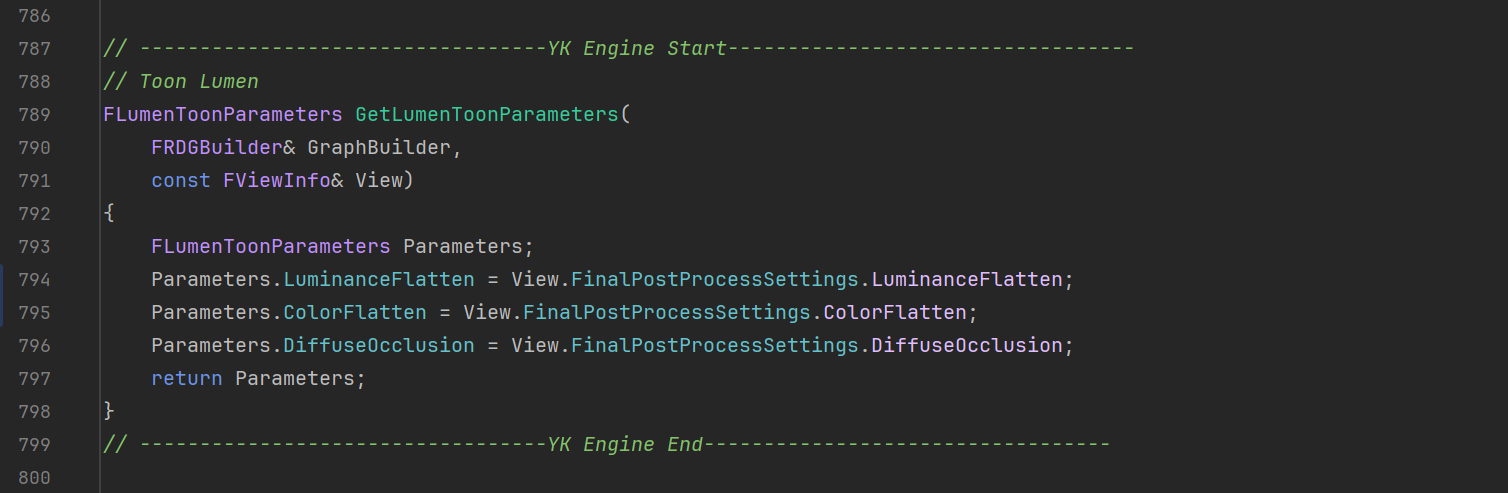 786
787 // ----------------------------------YK Engine Start----------------------------------
788 // Toon Lumen
789 FLumenToonParameters GetLumenToonParameters(
790     FRDGBuilder& GraphBuilder,
791     const FViewInfo& View)
792 {
793     FLumenToonParameters Parameters;
794     Parameters.LuminanceFlatten = View.FinalPostProcessSettings.LuminanceFlatten;
795     Parameters.ColorFlatten = View.FinalPostProcessSettings.ColorFlatten;
796     Parameters.DiffuseOcclusion = View.FinalPostProcessSettings.DiffuseOcclusion;
797     return Parameters;
798 }
799 // ----------------------------------YK Engine End----------------------------------
800